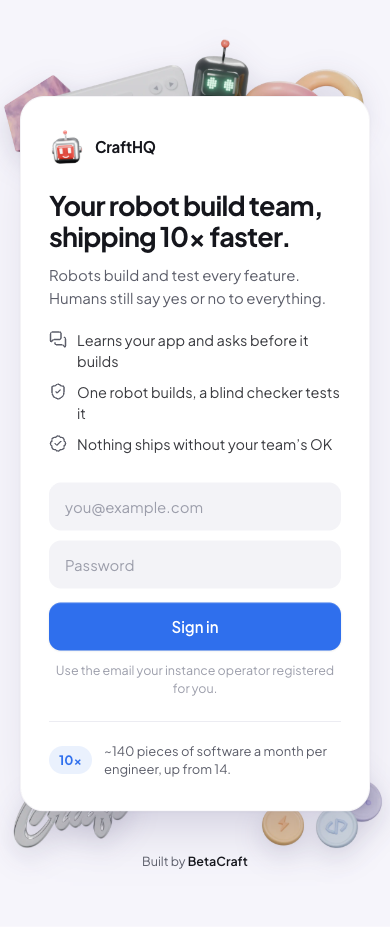 CraftHQ
Your robot build team,
shipping 10× faster.
Robots build and test every feature.
Humans still say yes or no to everything.
Learns your app and asks before it
builds
One robot builds, a blind checker tests
it
Nothing ships without your team’s OK
you@example.com
Password
Sign in
Use the email your instance operator registered
for you.
10×
~140 pieces of software a month per
engineer, up from 14.
Craft
Built by BetaCraft